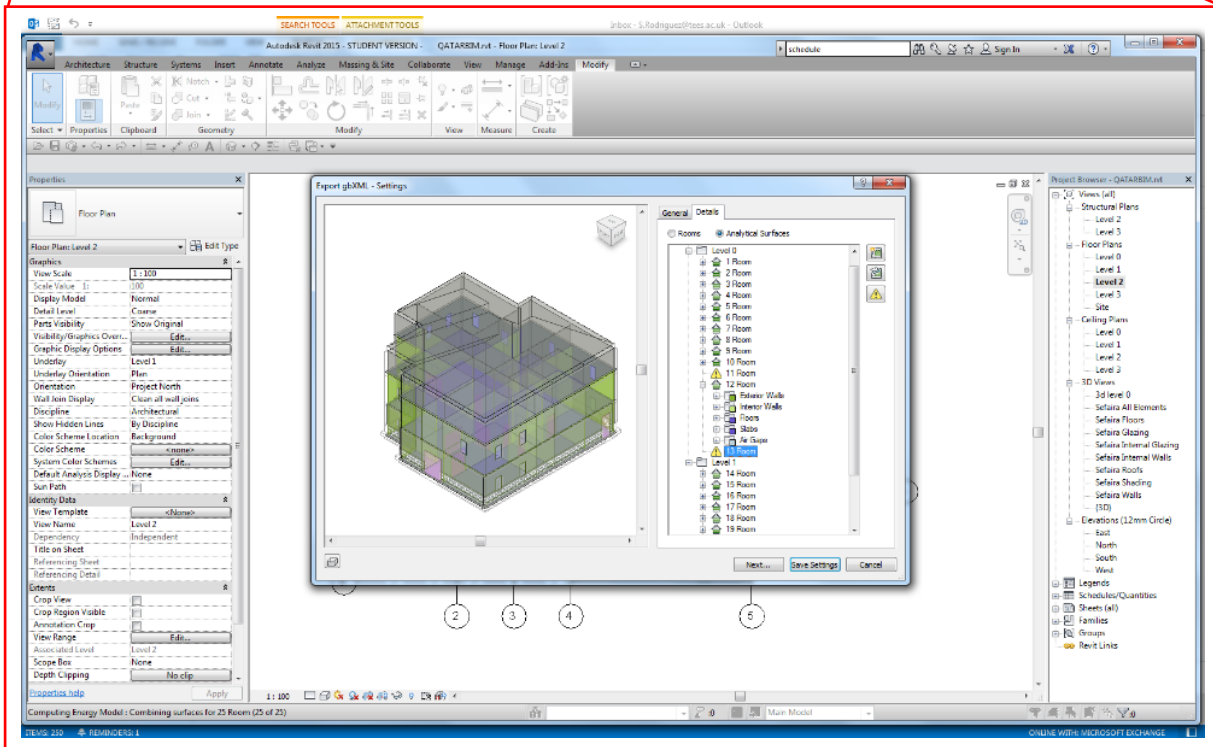 SEARCH TOOLS ATTACHMENT TOOLS
Inbox - S.Rodriguez@tees.ac.uk - Outlook
Autodesk Revit 2015 - STUDENT VERSION - QATARBIM.rvt - Floor Plan: Level 2
schedule
Sign In
Architecture Structure Systems Insert Annotate Analyze Massing & Site Collaborate View Manage Add-Ins Modify
Modify
Paste
Notch
Cut
Join
Select Properties Clipboard Geometry Modify View Measure Create
Properties
Floor Plan
Floor Plan: Level 2 Edit Type
Graphics
View Scale 1 : 100
Scale Value 1: 100
Display Model Normal
Detail Level Coarse
Parts Visibility Show Original
Visibility/Graphics Overr... Edit...
Graphic Display Options Edit...
Underlay Level 1
Underlay Orientation Plan
Orientation Project North
Wall Join Display Clean all wall joins
Discipline Architectural
Show Hidden Lines By Discipline
Color Scheme Location Background
Color Scheme <none>
System Color Schemes Edit...
Default Analysis Display ... None
Sun Path
Identity Data
View Template <None>
View Name Level 2
Dependency Independent
Title on Sheet
Referencing Sheet
Referencing Detail
Extents
Crop View
Crop Region Visible
Annotation Crop
View Range Edit...
Associated Level Level 2
Scope Box None
Depth Clipping No clip
Properties help Apply
Export gbXML - Settings
General Details
Rooms Analytical Surfaces
Level 0
1 Room
2 Room
3 Room
4 Room
5 Room
6 Room
7 Room
8 Room
9 Room
10 Room
11 Room
12 Room
Exterior Walls
Interior Walls
Floors
Slabs
Air Gaps
13 Room
Level 1
14 Room
15 Room
16 Room
17 Room
18 Room
19 Room
Next... Save Settings Cancel
2 3 4 5
Project Browser - QATARBIM.rvt
Views (all)
Structural Plans
Level 2
Level 3
Floor Plans
Level 0
Level 1
Level 2
Level 3
Site
Ceiling Plans
Level 0
Level 1
Level 2
Level 3
3D Views
3d level 0
Sefaira All Elements
Sefaira Floors
Sefaira Glazing
Sefaira Internal Glazing
Sefaira Internal Walls
Sefaira Roofs
Sefaira Shading
Sefaira Walls
{3D}
Elevations (12mm Circle)
East
North
South
West
Legends
Schedules/Quantities
Sheets (all)
Families
Groups
Revit Links
1 : 100
Computing Energy Model : Combining surfaces for 25 Room (25 of 25)
:0 Main Model
:0
ITEMS: 250 REMINDERS: 1
ONLINE WITH: MICROSOFT EXCHANGE